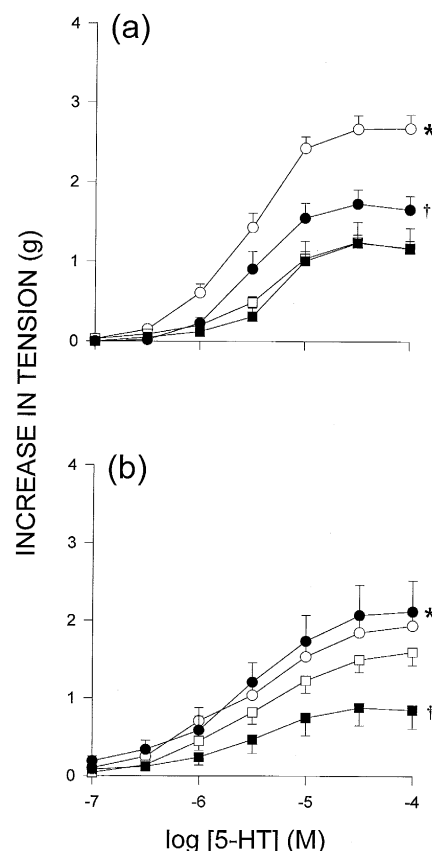 (a)
4
3
2
1
0
*
†
INCREASE IN TENSION (g)
(b)
4
3
2
1
0
*
†
-7 -6 -5 -4
log [5-HT] (M)